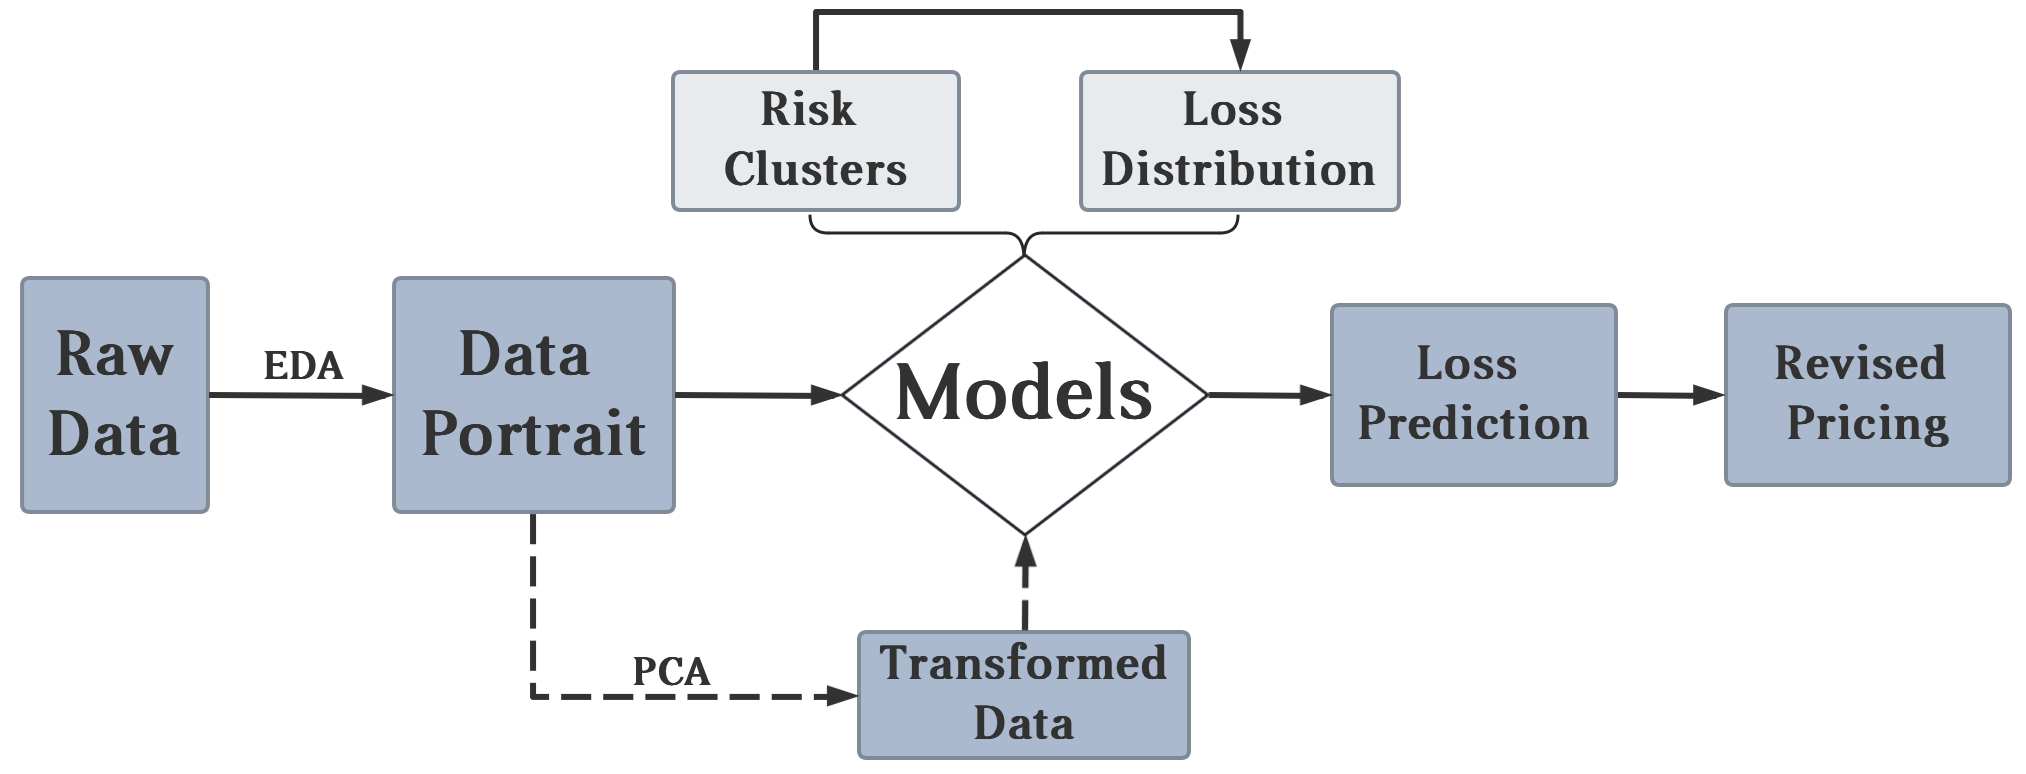 Risk
Clusters
Loss
Distribution
Raw
Data
EDA
Data
Portrait
Models
Loss
Prediction
Revised
Pricing
PCA
Transformed
Data